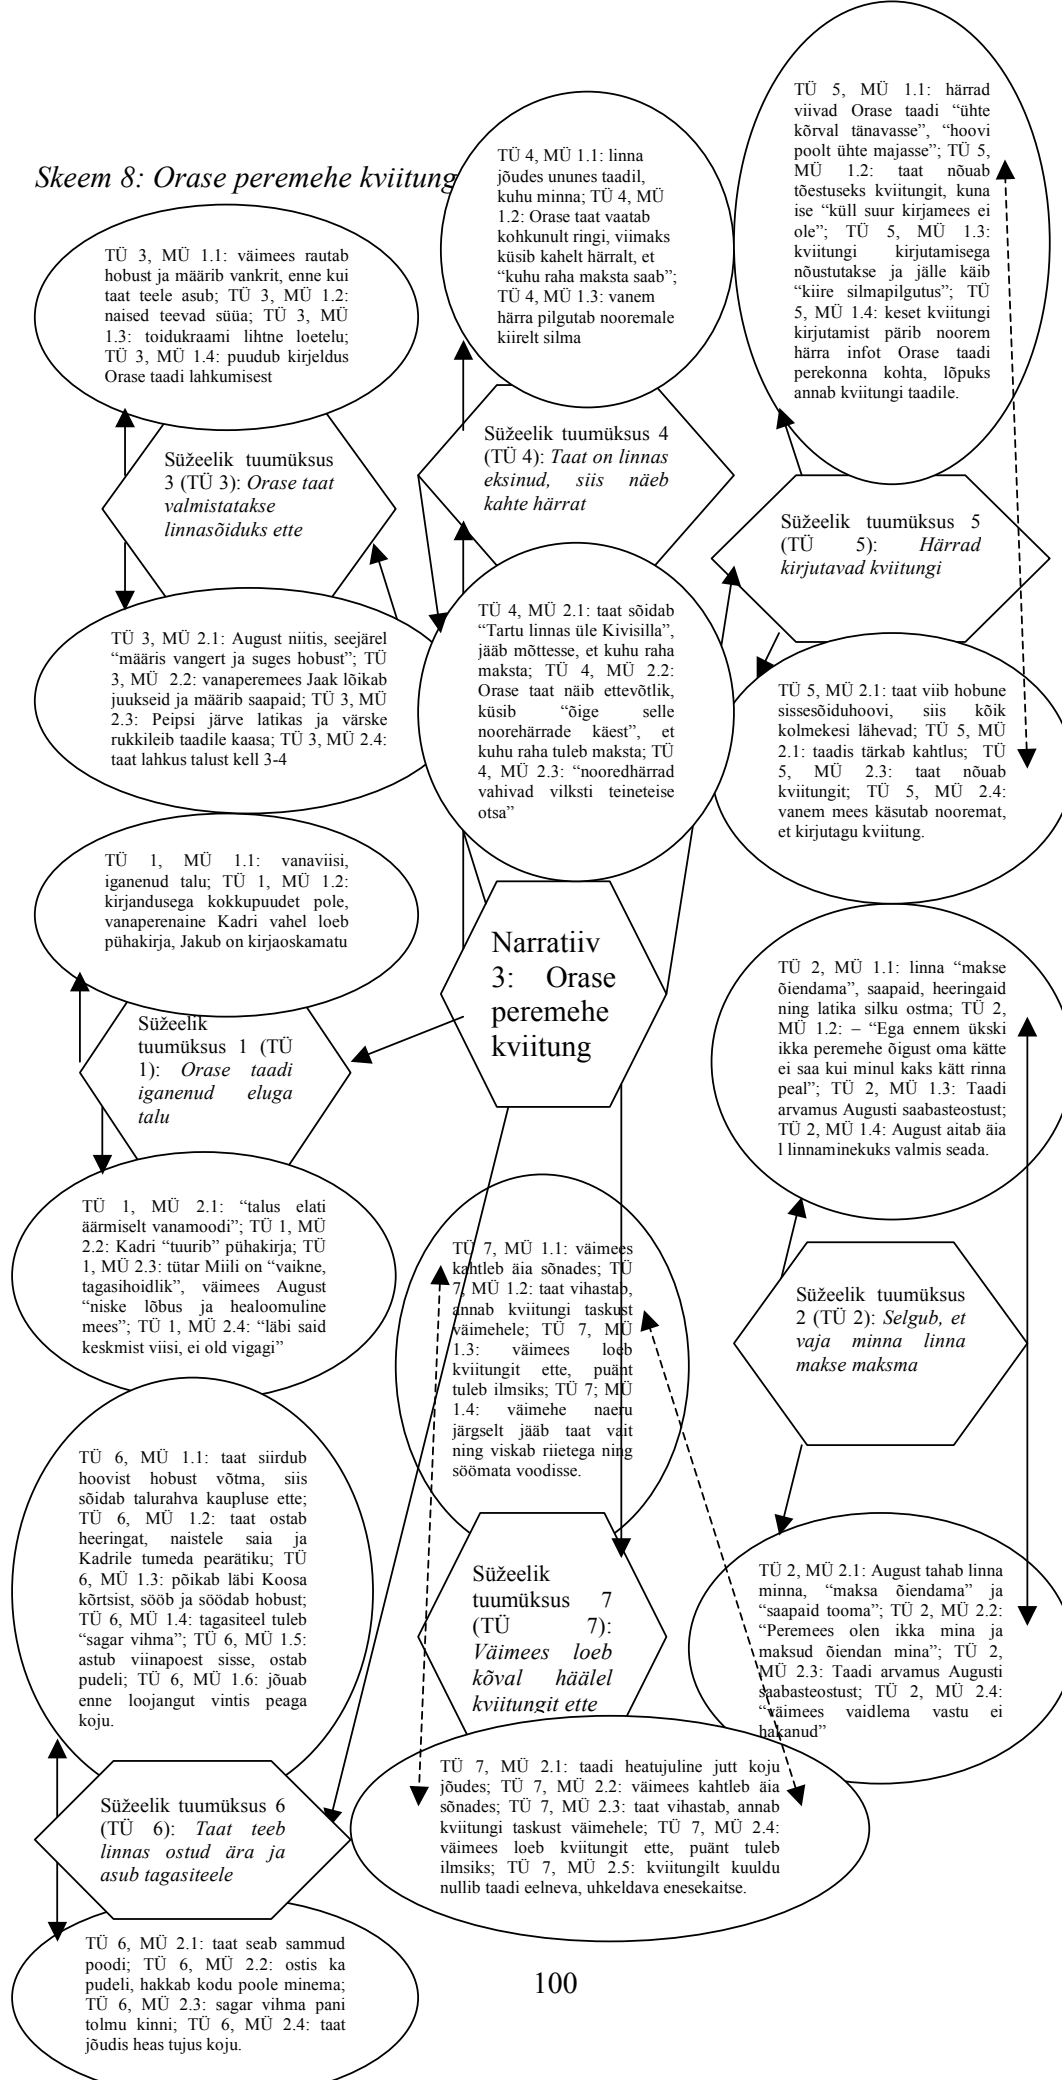 Skeem 8: Orase peremehe kviitung
TÜ 5, MÜ 1.1: härrad
viivad Orase taadi “ühte
kõrval tänavasse”, “hoovi
poolt ühte majasse”; TÜ 5,
MÜ 1.2: taat nõuab
tõestuseks kviitungit, kuna
ise “küll suur kirjamees ei
ole”; TÜ 5, MÜ 1.3:
kviitungi kirjutamisega
nõustutakse ja jälle käib
“kiire silmapilgutus”; TÜ
5, MÜ 1.4: keset kviitungi
kirjutamist pärib noorem
härra infot Orase taadi
perekonna kohta, lõpuks
annab kviitungi taadile.
TÜ 4, MÜ 1.1: linna
jõudes ununes taadil,
kuhu minna; TÜ 4, MÜ
1.2: Orase taat vaatab
kohkunult ringi, viimaks
küsib kahelt härralt, et
“kuhu raha maksta saab”;
TÜ 4, MÜ 1.3: vanem
härra pilgutab nooremale
kiirelt silma
TÜ 3, MÜ 1.1: väimees rautab
hobust ja määrib vankrit, enne kui
taat teele asub; TÜ 3, MÜ 1.2:
naised teevad süüa; TÜ 3, MÜ
1.3: toidukraami lihtne loetelu;
TÜ 3, MÜ 1.4: puudub kirjeldus
Orase taadi lahkumisest
Süžeelik tuumüksus
3 (TÜ 3): Orase taat
valmistatakse
linnasõiduks ette
Süžeelik tuumüksus 4
(TÜ 4): Taat on linnas
eksinud, siis näeb
kahte härrat
Süžeelik tuumüksus 5
(TÜ 5): Härrad
kirjutavad kviitungi
TÜ 3, MÜ 2.1: August niitis, seejärel
“määris vangert ja suges hobust”; TÜ
3, MÜ 2.2: vanaperemees Jaak lõikab
juukseid ja määrib saapaid; TÜ 3, MÜ
2.3: Peipsi järve latikas ja värske
rukkileib taadile kaasa; TÜ 3, MÜ 2.4:
taat lahkus talust kell 3-4
TÜ 4, MÜ 2.1: taat sõidab
“Tartu linnas üle Kivisilla”,
jääb mõttesse, et kuhu raha
maksta; TÜ 4, MÜ 2.2:
Orase taat näib ettevõtlik,
küsib “õige selle
noorehärrade käest”, et
kuhu raha tuleb maksta; TÜ
4, MÜ 2.3: “nooredhärrad
vahivad vilksti teineteise
otsa”
TÜ 5, MÜ 2.1: taat viib hobune
sissesõiduhoovi, siis kõik
kolmekesi lähevad; TÜ 5, MÜ
2.1: taadis tärkab kahtlus; TÜ
5, MÜ 2.3: taat nõuab
kviitungit; TÜ 5, MÜ 2.4:
vanem mees käsutab nooremat,
et kirjutagu kviitung.
TÜ 1, MÜ 1.1: vanaviisi,
iganenud talu; TÜ 1, MÜ 1.2:
kirjandusega kokkupuudet pole,
vanaperenaine Kadri vahel loeb
pühakirja, Jakub on kirjaoskamatu
Narratiiv
3: Orase
peremehe
kviitung
TÜ 2, MÜ 1.1: linna “makse
õiendama”, saapaid, heeringaid
ning latika silku ostma; TÜ 2,
MÜ 1.2: – “Ega ennem ükski
ikka peremehe õigust oma kätte
ei saa kui minul kaks kätt rinna
peal”; TÜ 2, MÜ 1.3: Taadi
arvamus Augusti saabasteostust;
TÜ 2, MÜ 1.4: August aitab äia
l linnaminekuks valmis seada.
Süžeelik
tuumüksus 1 (TÜ
1): Orase taadi
iganenud eluga
talu
TÜ 1, MÜ 2.1: “talus elati
äärmiselt vanamoodi”; TÜ 1, MÜ
2.2: Kadri “tuurib” pühakirja; TÜ
1, MÜ 2.3: tütar Miili on “vaikne,
tagasihoidlik”, väimees August
“niske lõbus ja healoomuline
mees”; TÜ 1, MÜ 2.4: “läbi said
keskmist viisi, ei old vigagi”
TÜ 7, MÜ 1.1: väimees
kahtleb äia sõnades; TÜ
7, MÜ 1.2: taat vihastab,
annab kviitungi taskust
väimehele; TÜ 7, MÜ
1.3: väimees loeb
kviitungit ette, puänt
tuleb ilmsiks; TÜ 7; MÜ
1.4: väimehe naeru
järgselt jääb taat vait
ning viskab riietega ning
söömata voodisse.
Süžeelik tuumüksus
2 (TÜ 2): Selgub, et
vaja minna linna
makse maksma
TÜ 6, MÜ 1.1: taat siirdub
hoovist hobust võtma, siis
sõidab talurahva kaupluse ette;
TÜ 6, MÜ 1.2: taat ostab
heeringat, naistele saia ja
Kadrile tumeda pearätiku; TÜ
6, MÜ 1.3: põikab läbi Koosa
kõrtsist, sööb ja söödab hobust;
TÜ 6, MÜ 1.4: tagasiteel tuleb
“sagar vihma”; TÜ 6, MÜ 1.5:
astub viinapoest sisse, ostab
pudeli; TÜ 6, MÜ 1.6: jõuab
enne loojangut vintis peaga
koju.
Süžeelik
tuumüksus 7
(TÜ 7):
Väimees loeb
kõval häälel
kviitungit ette
TÜ 2, MÜ 2.1: August tahab linna
minna, “maksa õiendama” ja
“saapaid tooma”; TÜ 2, MÜ 2.2:
“Peremees olen ikka mina ja
maksud õiendan mina”; TÜ 2,
MÜ 2.3: Taadi arvamus Augusti
saabasteostust; TÜ 2, MÜ 2.4:
“väimees vaidlema vastu ei
hakanud”
TÜ 7, MÜ 2.1: taadi heatujuline jutt koju
jõudes; TÜ 7, MÜ 2.2: väimees kahtleb äia
sõnades; TÜ 7, MÜ 2.3: taat vihastab, annab
kviitungi taskust väimehele; TÜ 7, MÜ 2.4:
väimees loeb kviitungit ette, puänt tuleb
ilmsiks; TÜ 7, MÜ 2.5: kviitungilt kuuldu
nullib taadi eelneva, uhkeldava enesekaitse.
Süžeelik tuumüksus 6
(TÜ 6): Taat teeb
linnas ostud ära ja
asub tagasiteele
TÜ 6, MÜ 2.1: taat seab sammud
poodi; TÜ 6, MÜ 2.2: ostis ka
pudeli, hakkab kodu poole minema;
TÜ 6, MÜ 2.3: sagar vihma pani
tolmu kinni; TÜ 6, MÜ 2.4: taat
jõudis heas tujus koju.
100